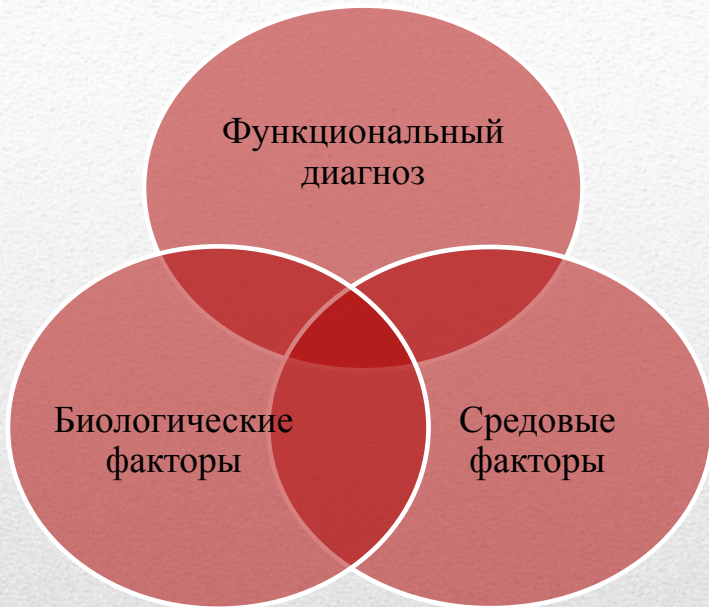 Функциональный
диагноз
Биологические
факторы
Средовые
факторы